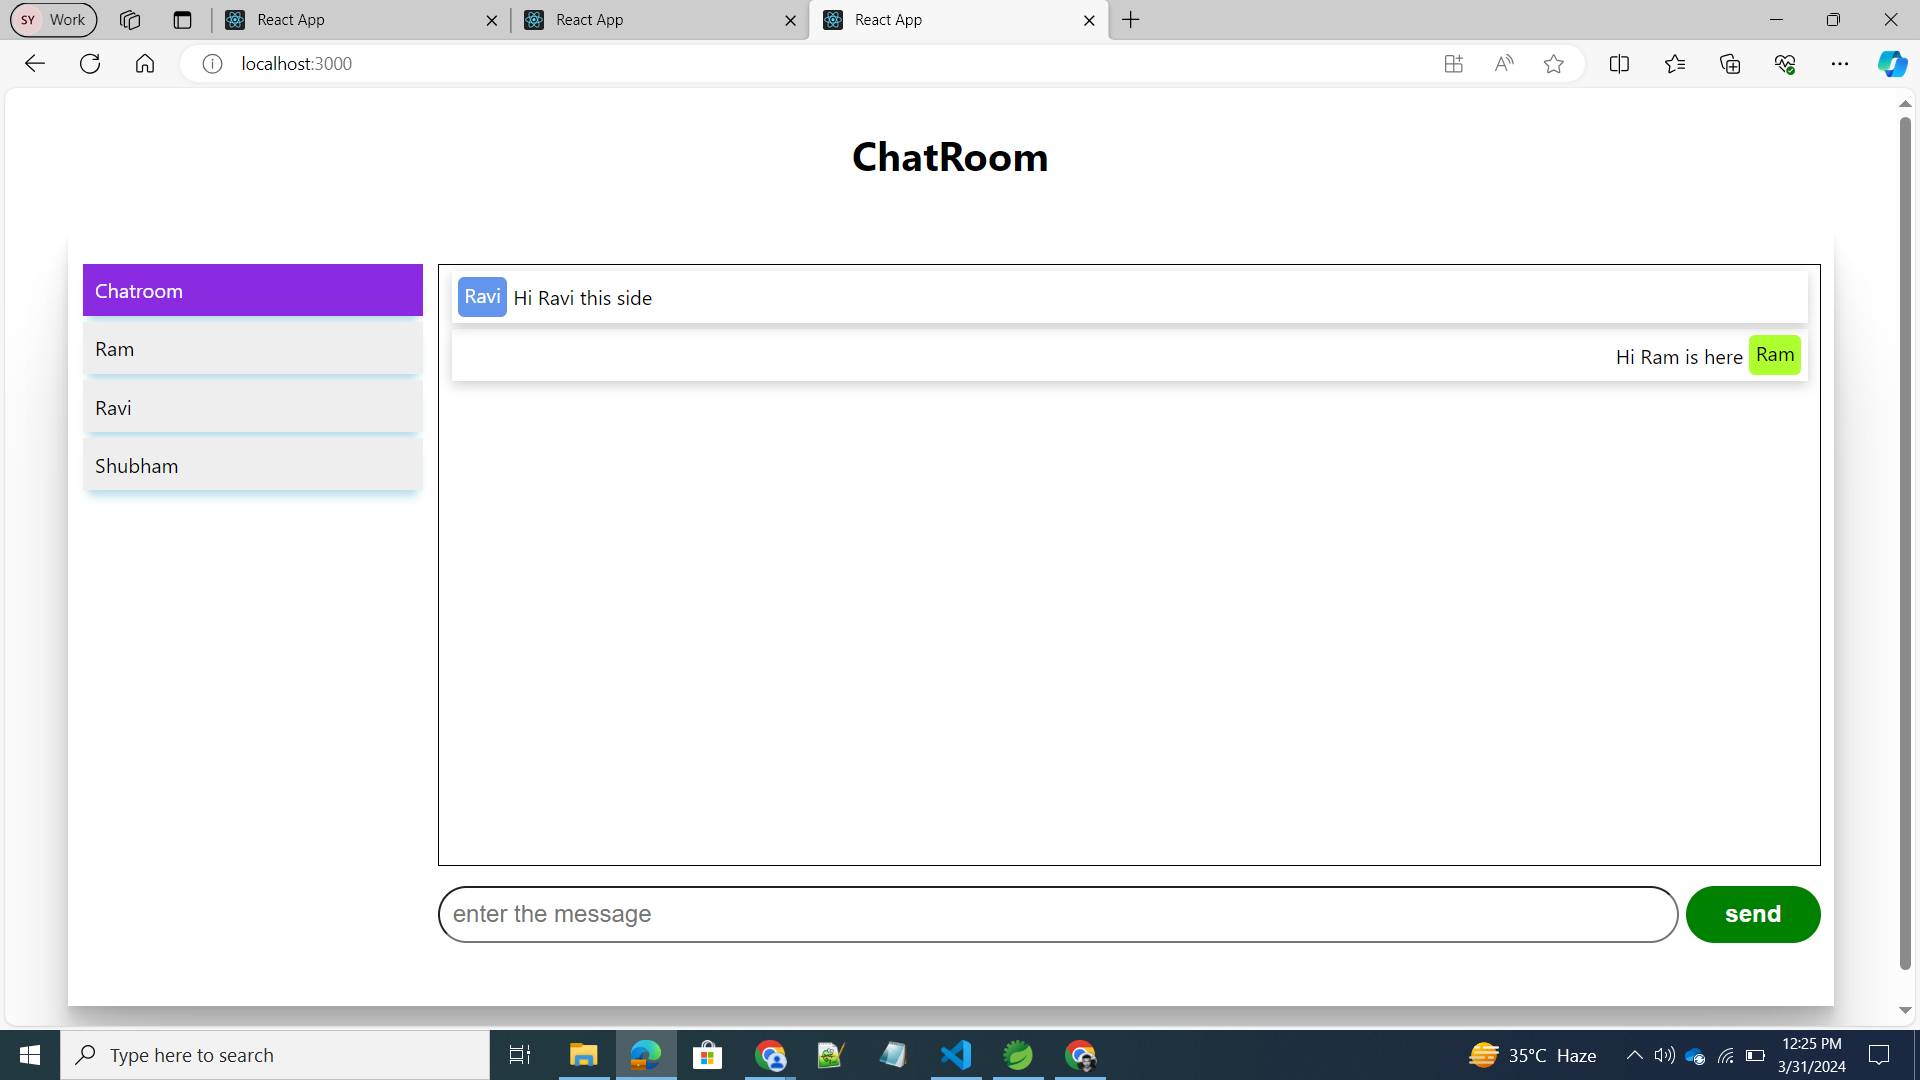 SY Work
React App
React App
React App
localhost:3000
ChatRoom
Chatroom
Ram
Ravi
Shubham
Ravi Hi Ravi this side
Hi Ram is here Ram
enter the message
send
Type here to search
35°C Haze
12:25 PM
3/31/2024